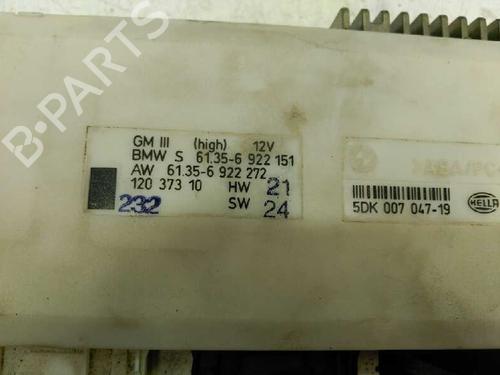 GM III (high) 12V
BMW S 61.35-6 922 151
AW 61.35-6 922 272
120 373 10 HW 21
SW 24
232
5DK 007 047-19
HELLA
B-PARTS